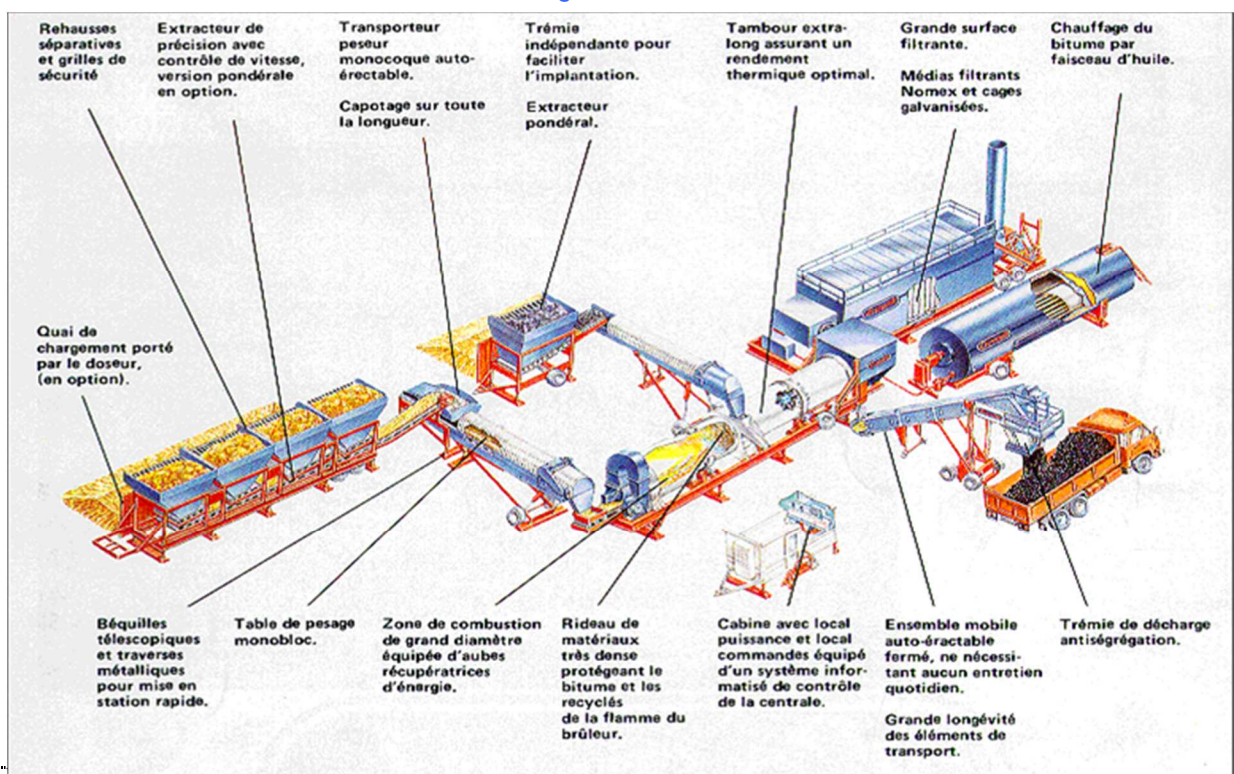 Rehausses
séparatives
et grilles de
sécurité
Extracteur de
précision avec
contrôle de vitesse,
version pondérale
en option.
Transporteur
peseur
monocoque auto-
érectable.
Capotage sur toute
la longueur.
Trémie
indépendante pour
faciliter
l'implantation.
Extracteur
pondéral.
Tambour extra-
long assurant un
rendement
thermique optimal.
Grande surface
filtrante.
Médias filtrants
Nomex et cages
galvanisées.
Chauffage du
bitume par
faisceau d'huile.
Quai de
chargement porté
par le doseur,
(en option).
Béquilles
télescopiques
et traverses
métalliques
pour mise en
station rapide.
Table de pesage
monobloc.
Zone de combustion
de grand diamètre
équipée d'aubes
récupératrices
d'énergie.
Rideau de
matériaux
très dense
protégeant le
bitume et les
recyclés
de la flamme du
brûleur.
Cabine avec local
puissance et local
commandes équipé
d'un système infor-
matisé de contrôle
de la centrale.
Ensemble mobile
auto-éractable
fermé, ne nécessi-
tant aucun entretien
quotidien.
Grande longévité
des éléments de
transport.
Trémie de décharge
antiségrégation.